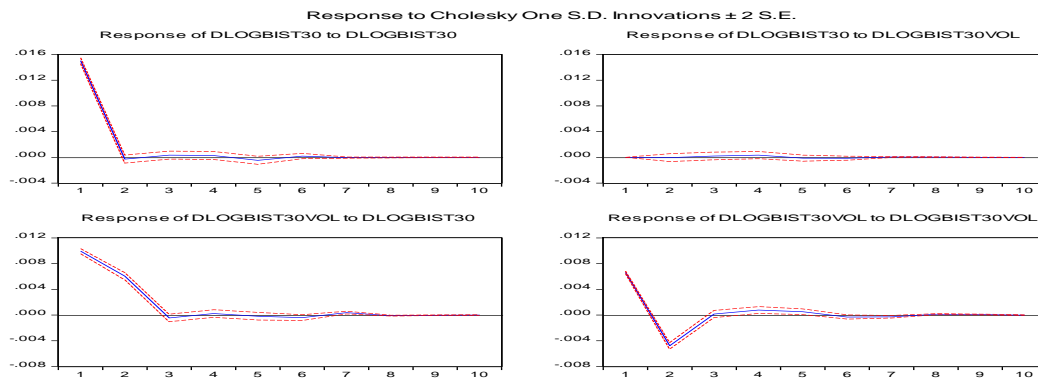 Response to Cholesky One S.D. Innovations ± 2 S.E.
Response of DLOGBIST30 to DLOGBIST30
.016
.012
.008
.004
.000
-.004
1 2 3 4 5 6 7 8 9 10
Response of DLOGBIST30 to DLOGBIST30VOL
.016
.012
.008
.004
.000
-.004
1 2 3 4 5 6 7 8 9 10
Response of DLOGBIST30VOL to DLOGBIST30
.012
.008
.004
.000
-.004
-.008
1 2 3 4 5 6 7 8 9 10
Response of DLOGBIST30VOL to DLOGBIST30VOL
.012
.008
.004
.000
-.004
-.008
1 2 3 4 5 6 7 8 9 10